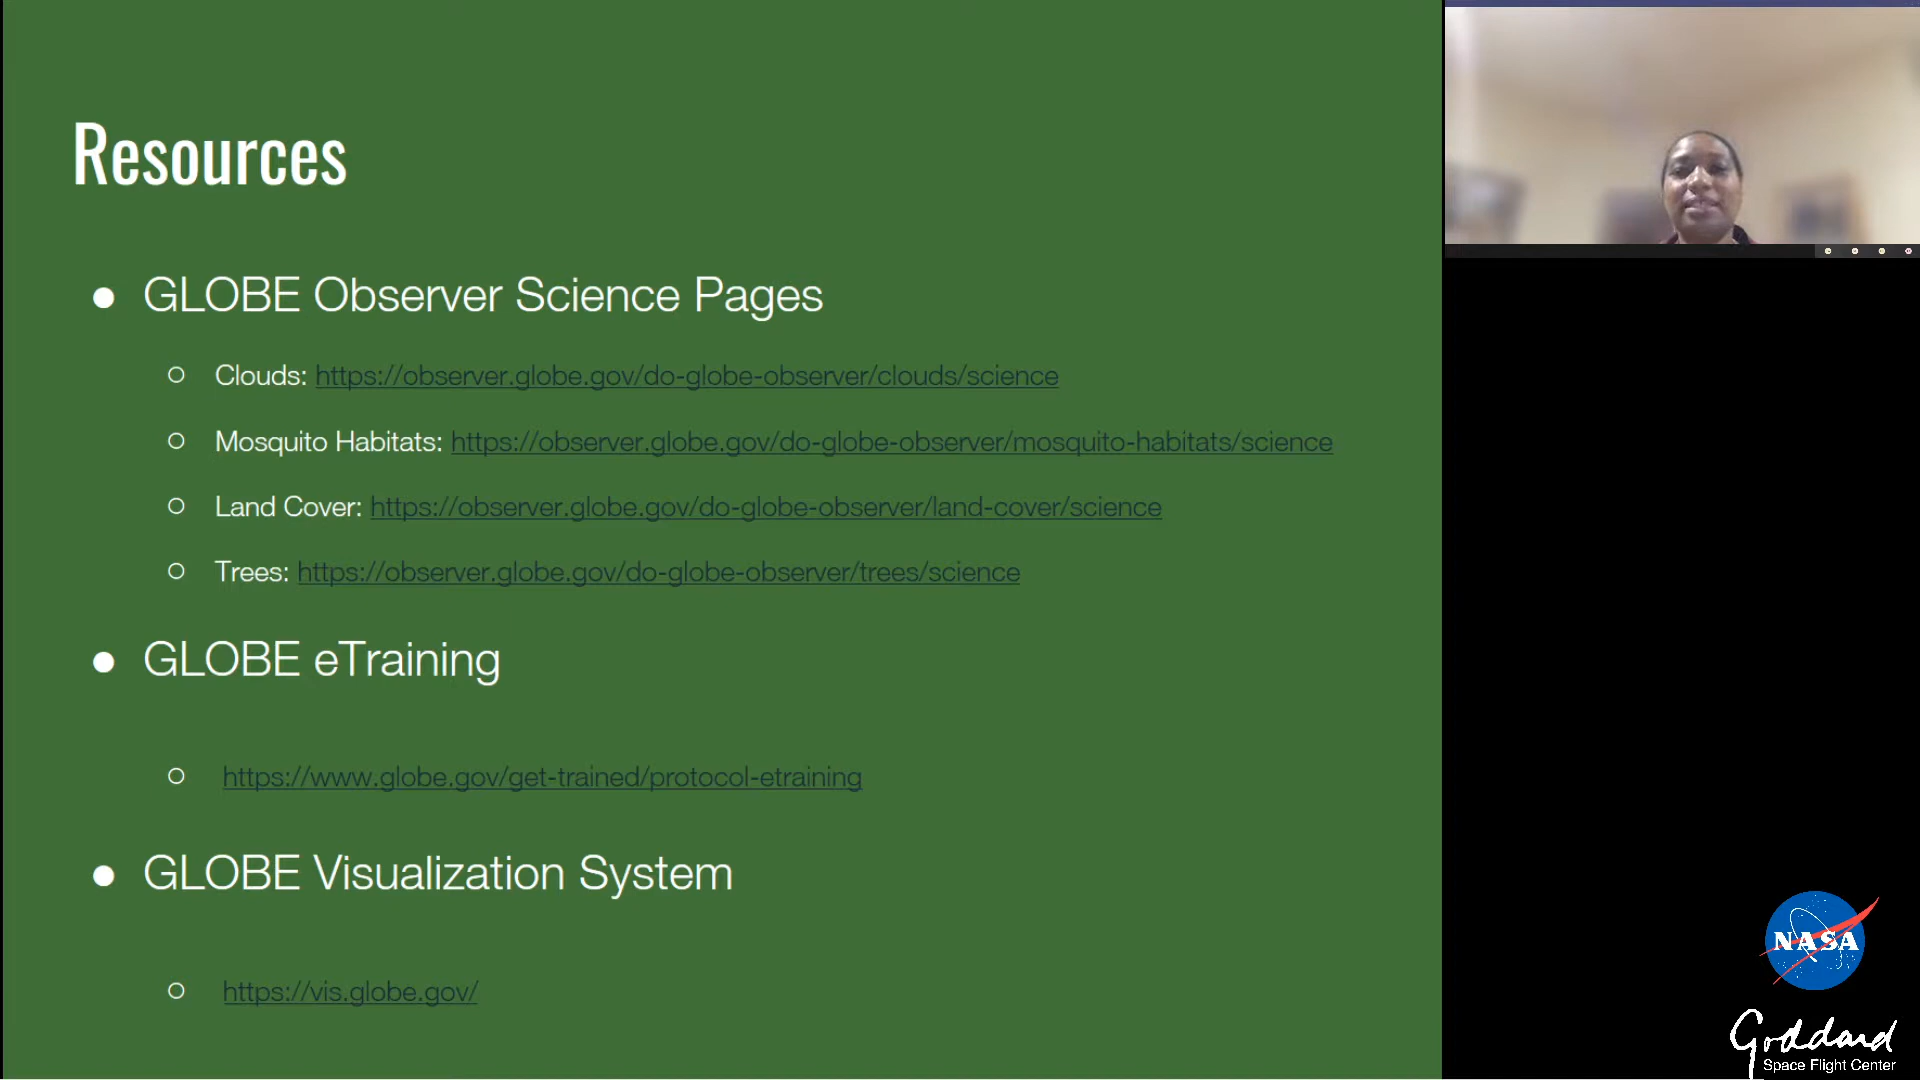 Resources
GLOBE Observer Science Pages
Clouds: https://observer.globe.gov/do-globe-observer/clouds/science
Mosquito Habitats: https://observer.globe.gov/do-globe-observer/mosquito-habitats/science
Land Cover: https://observer.globe.gov/do-globe-observer/land-cover/science
Trees: https://observer.globe.gov/do-globe-observer/trees/science
GLOBE eTraining
https://www.globe.gov/get-trained/protocol-etraining
GLOBE Visualization System
https://vis.globe.gov/
NASA
Goddard
Space Flight Center